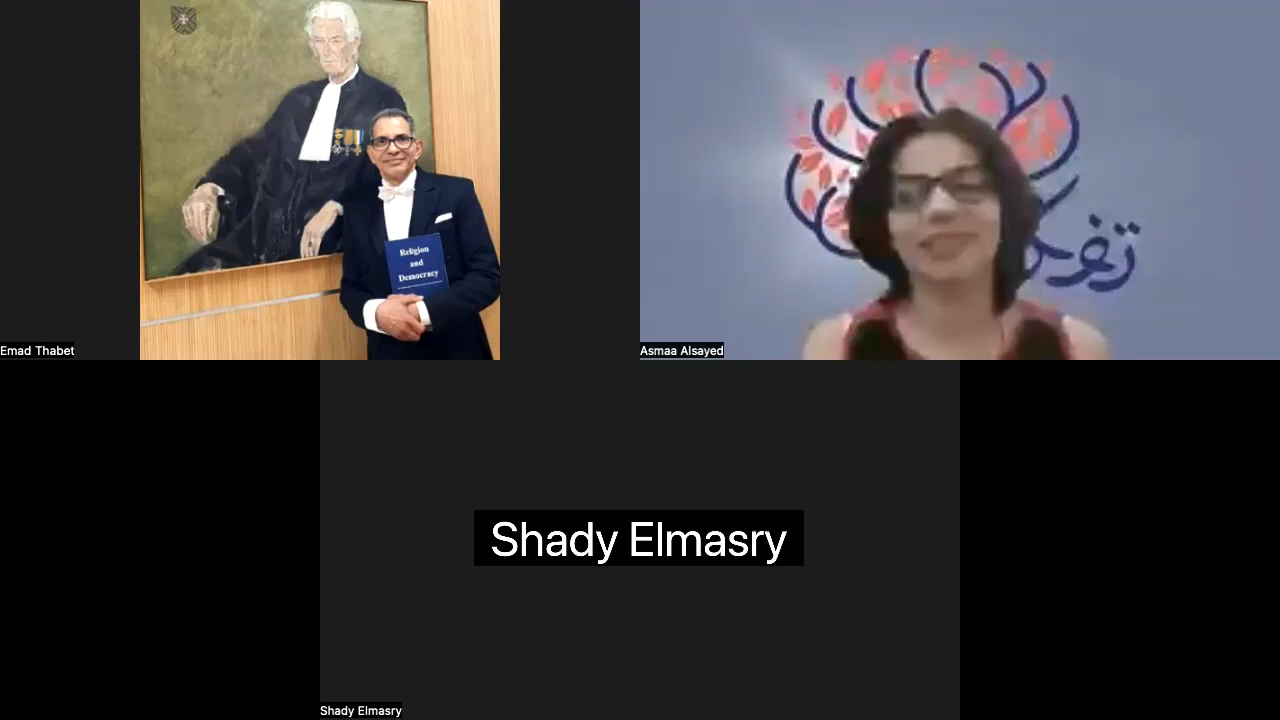 Religion
and
Democracy
Emad Thabet
Asmaa Alsayed
Shady Elmasry
Shady Elmasry